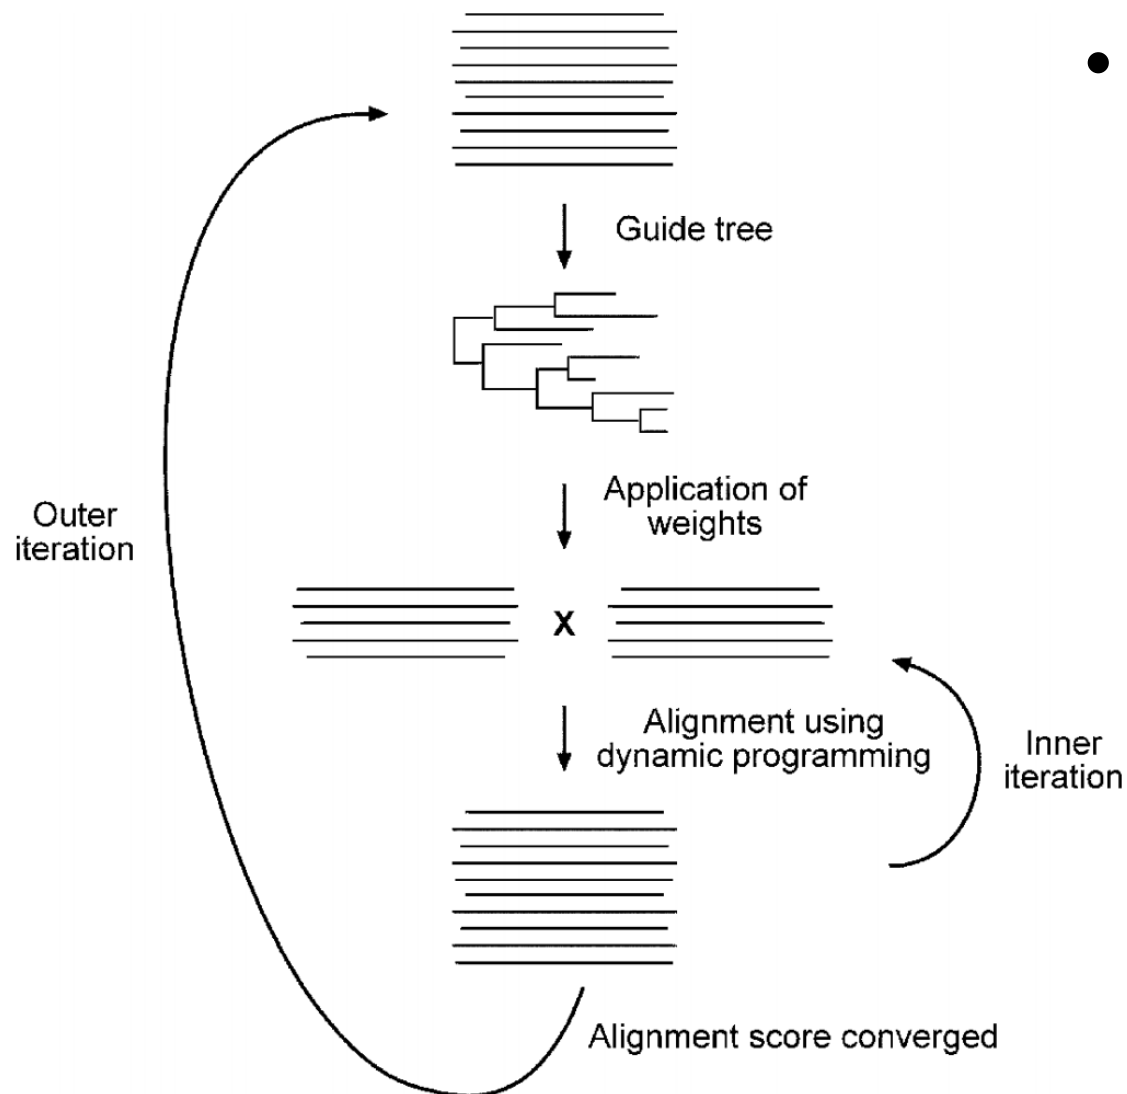 •
Guide tree
Application of
weights
Outer
iteration
x
Alignment using
dynamic programming
Inner
iteration
Alignment score converged